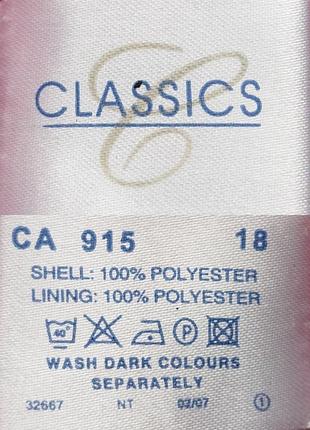 C
CLASSICS
CA 915 18
SHELL: 100% POLYESTER
LINING: 100% POLYESTER
40° P
WASH DARK COLOURS
SEPARATELY
32667 NT 03/07 1